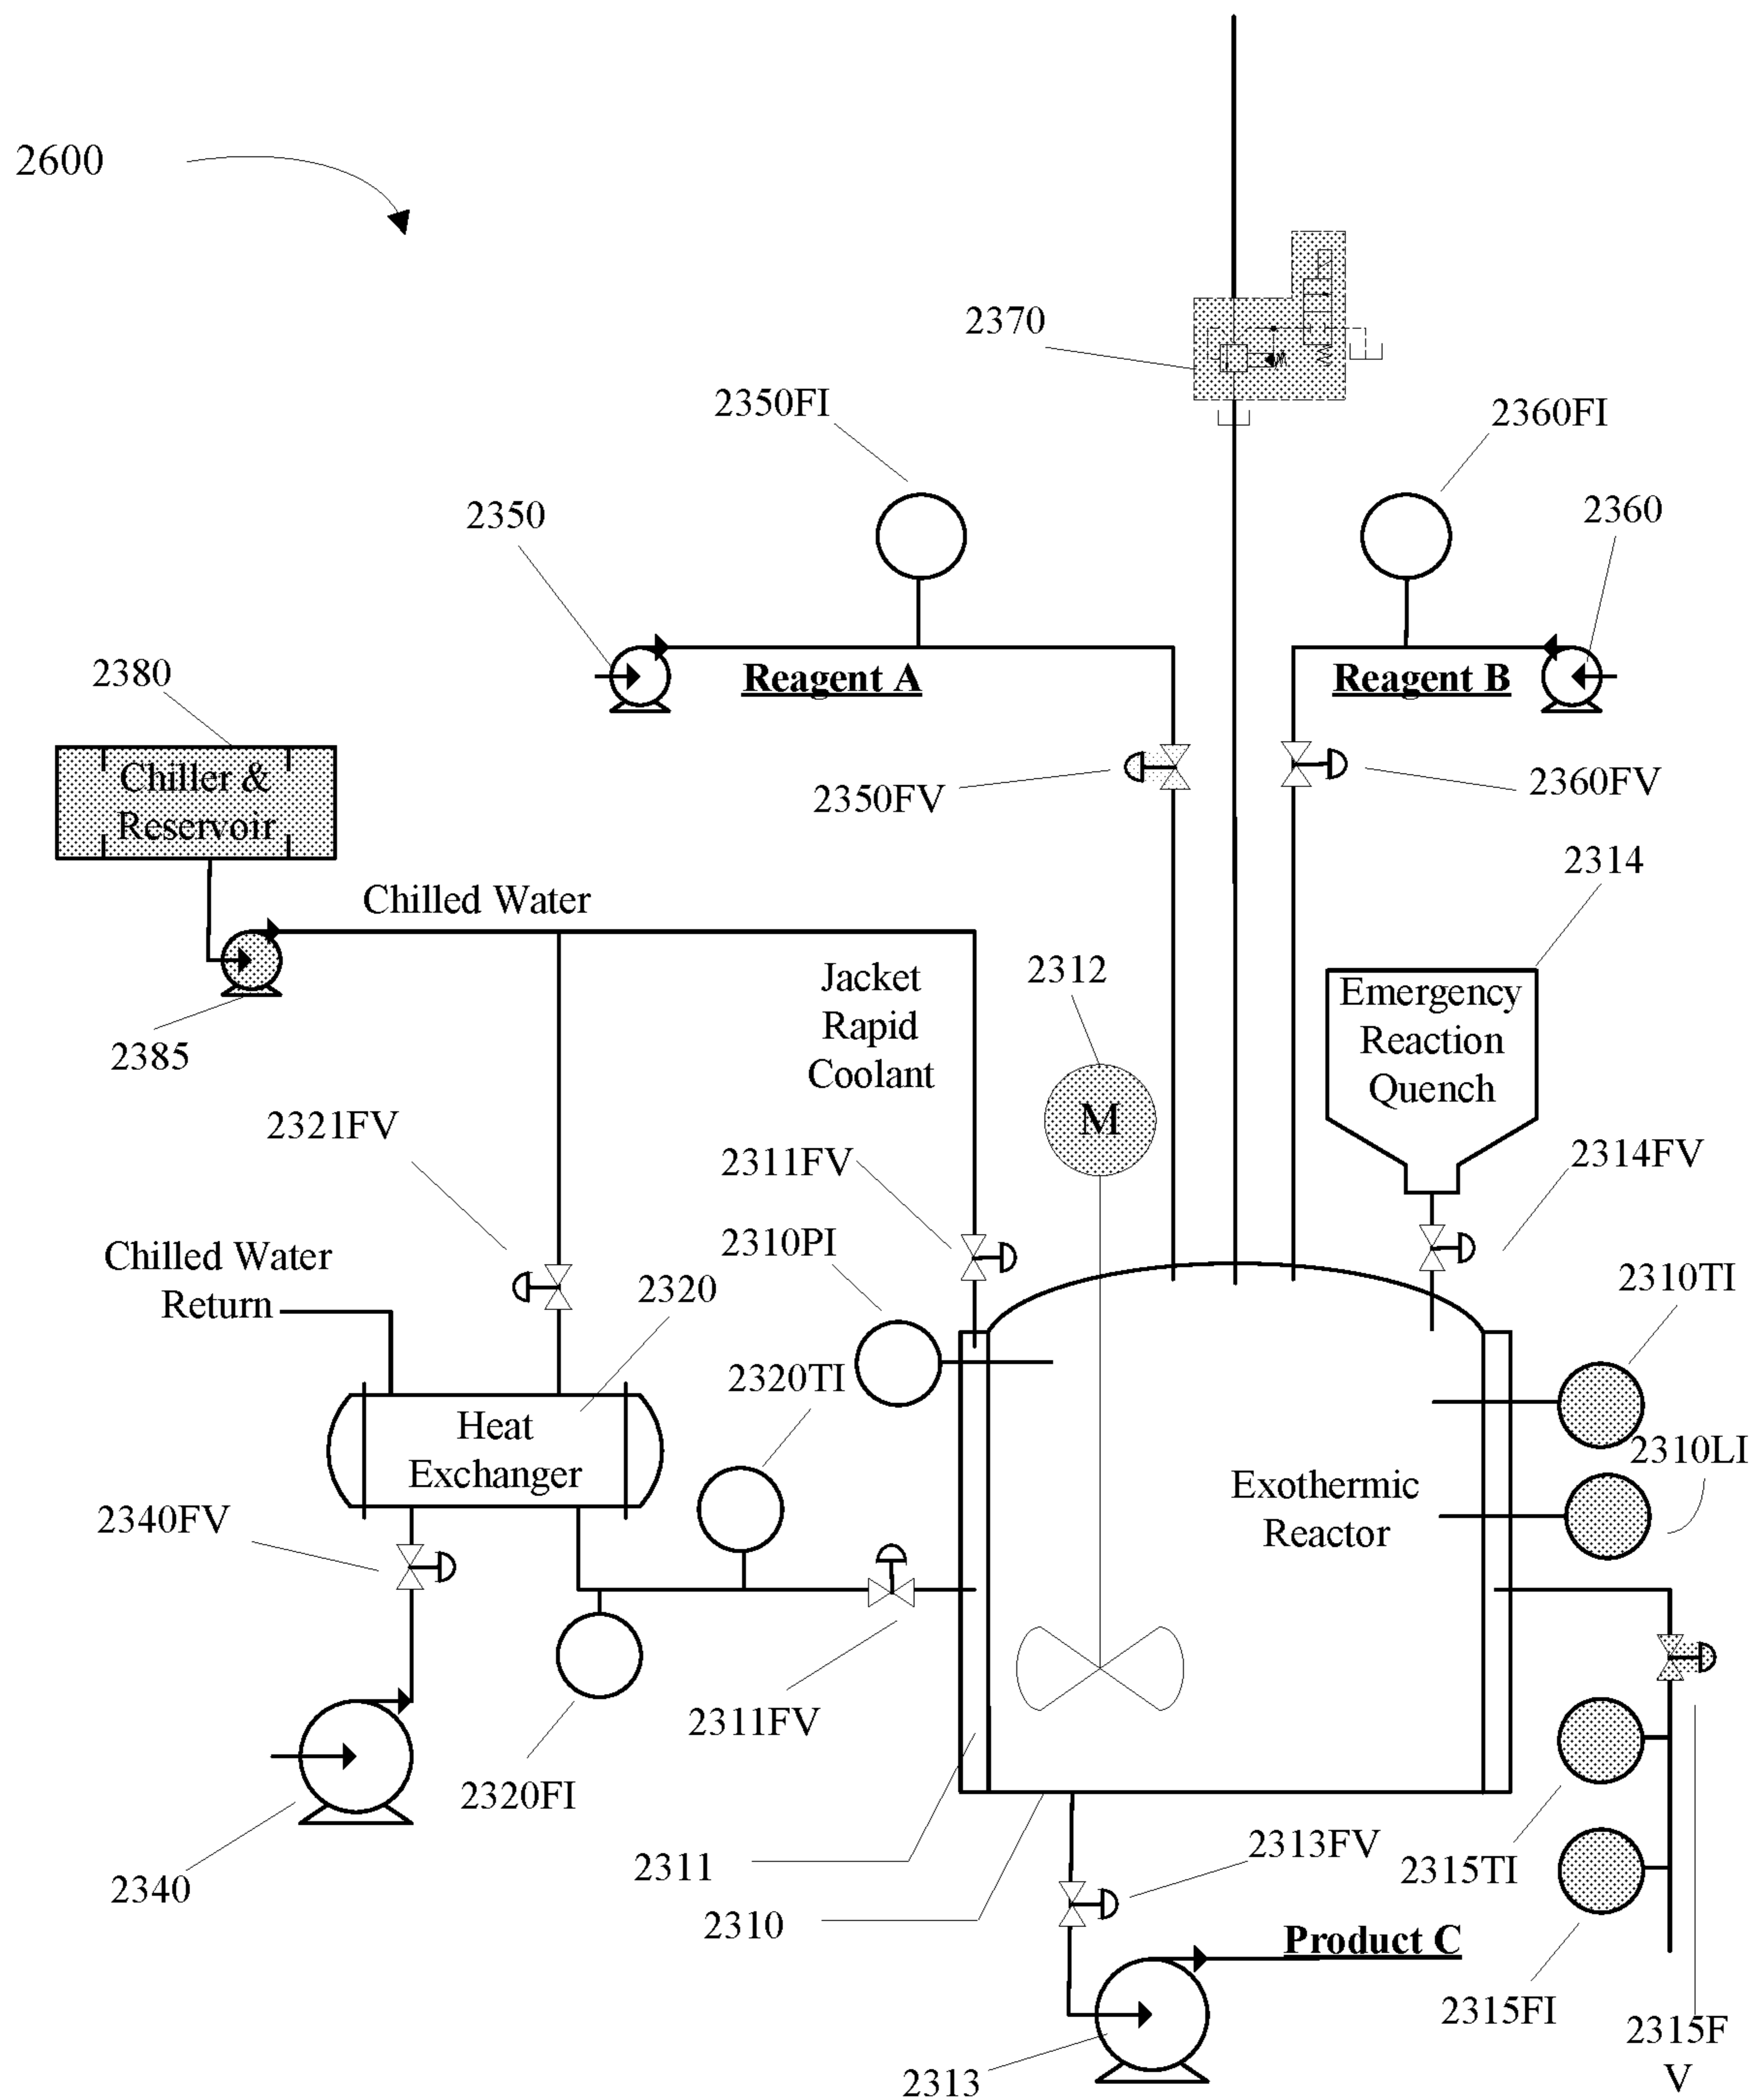 2600
2370
2350FI
2360FI
2350
2360
Reagent A
Reagent B
2380
Chiller &
Reservoir
2350FV
2360FV
2314
Chilled Water
Jacket
Rapid
Coolant
2312
Emergency
Reaction
Quench
2385
M
2321FV
2311FV
2314FV
2310PI
Chilled Water
Return
2320
2310TI
2320TI
Heat
Exchanger
2310LI
Exothermic
Reactor
2340FV
2311FV
2320FI
2340
2311
2310
2313FV
2315TI
Product C
2315FI
2315F
V
2313